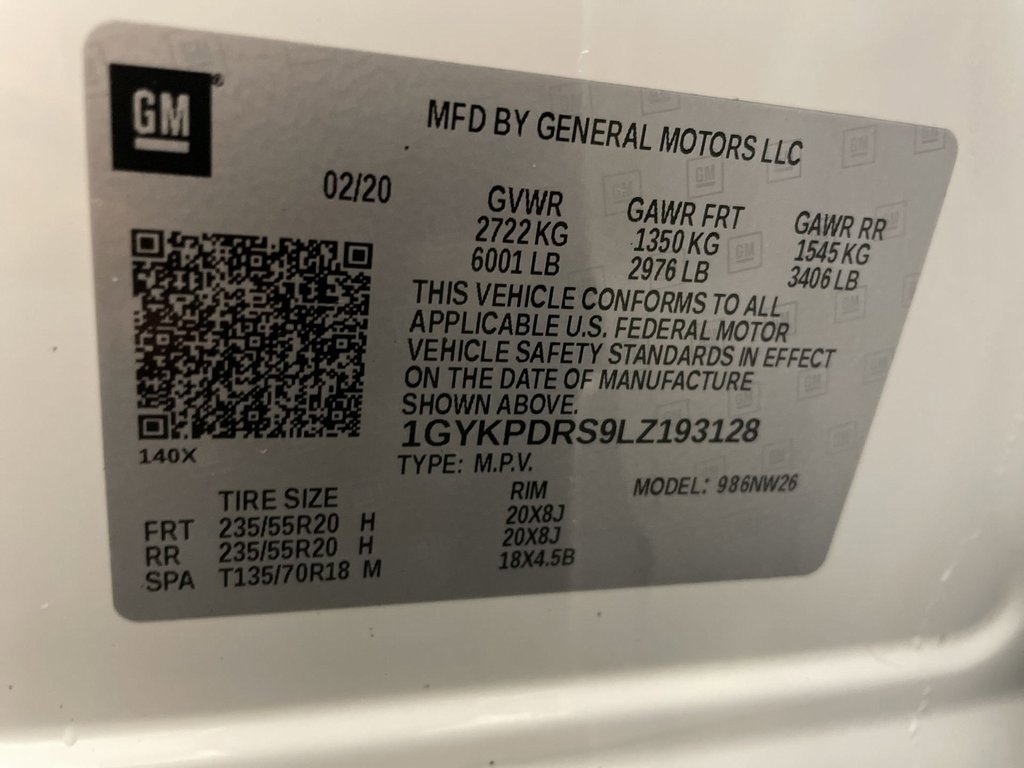 GM®
MFD BY GENERAL MOTORS LLC
02/20
GVWR
2722 KG
6001 LB
GAWR FRT
1350 KG
2976 LB
GAWR RR
1545 KG
3406 LB
THIS VEHICLE CONFORMS TO ALL
APPLICABLE U.S. FEDERAL MOTOR
VEHICLE SAFETY STANDARDS IN EFFECT
ON THE DATE OF MANUFACTURE
SHOWN ABOVE.
1GYKPDRS9LZ193128
140X
TYPE: M.P.V.
MODEL: 986NW26
TIRE SIZE RIM
FRT 235/55R20 H 20X8J
RR 235/55R20 H 20X8J
SPA T135/70R18 M 18X4.5B